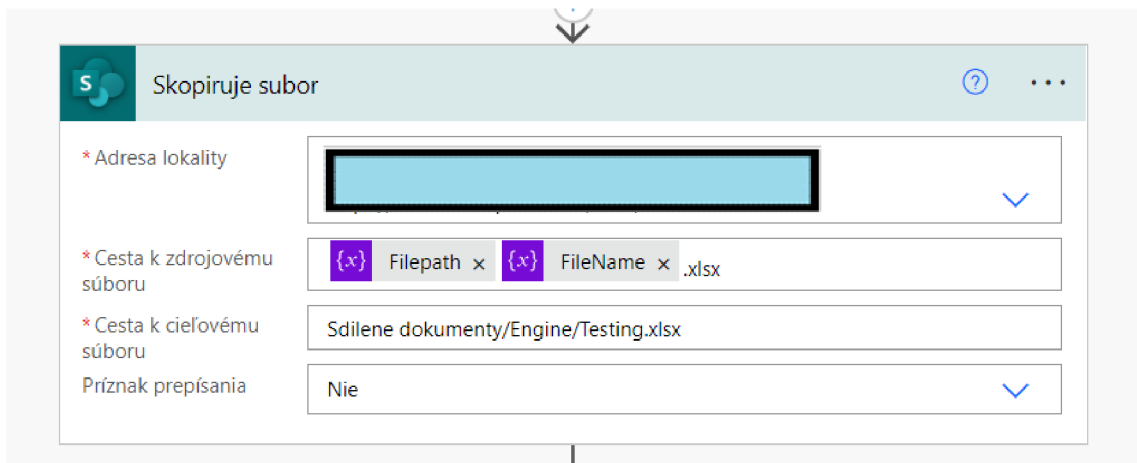 S
Skopiruje subor
?
* Adresa lokality
* Cesta k zdrojovému
súboru
{x} Filepath × {x} FileName × .xlsx
* Cesta k cieľovému
súboru
Sdilene dokumenty/Engine/Testing.xlsx
Príznak prepísania
Nie